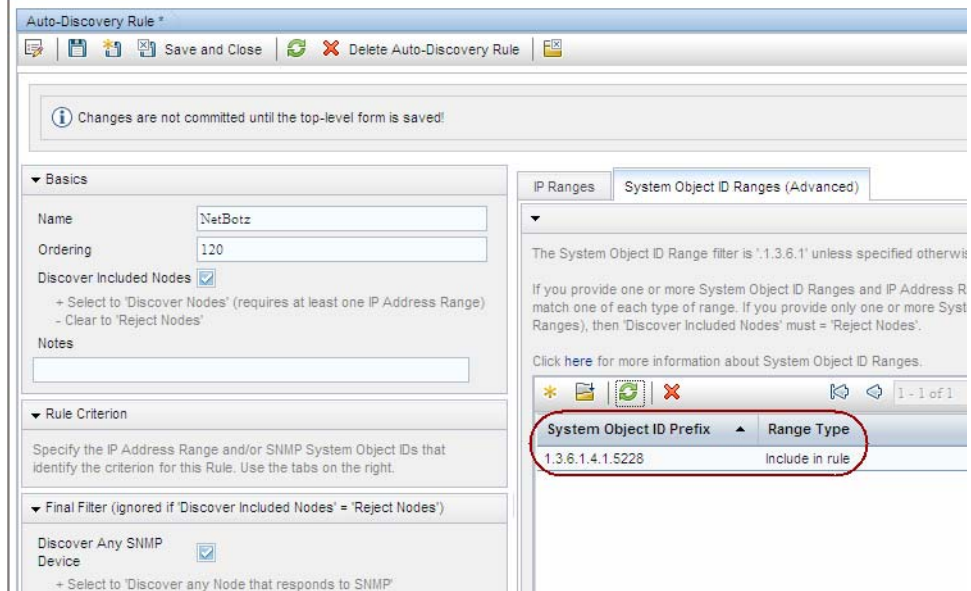 Auto-Discovery Rule *
Save and Close
Delete Auto-Discovery Rule
Changes are not committed until the top-level form is saved!
Basics
Name
NetBotz
Ordering
120
Discover Included Nodes
+ Select to 'Discover Nodes' (requires at least one IP Address Range)
- Clear to 'Reject Nodes'
Notes
Rule Criterion
Specify the IP Address Range and/or SNMP System Object IDs that
identify the criterion for this Rule. Use the tabs on the right.
Final Filter (ignored if 'Discover Included Nodes' = 'Reject Nodes')
Discover Any SNMP
Device
+ Select to 'Discover any Node that responds to SNMP'
IP Ranges
System Object ID Ranges (Advanced)
The System Object ID Range filter is '.1.3.6.1' unless specified otherwis
If you provide one or more System Object ID Ranges and IP Address R
match one of each type of range. If you provide only one or more Syst
Ranges), then 'Discover Included Nodes' must = 'Reject Nodes'.
Click here for more information about System Object ID Ranges.
1 - 1 of 1
System Object ID Prefix
Range Type
1.3.6.1.4.1.5228
Include in rule